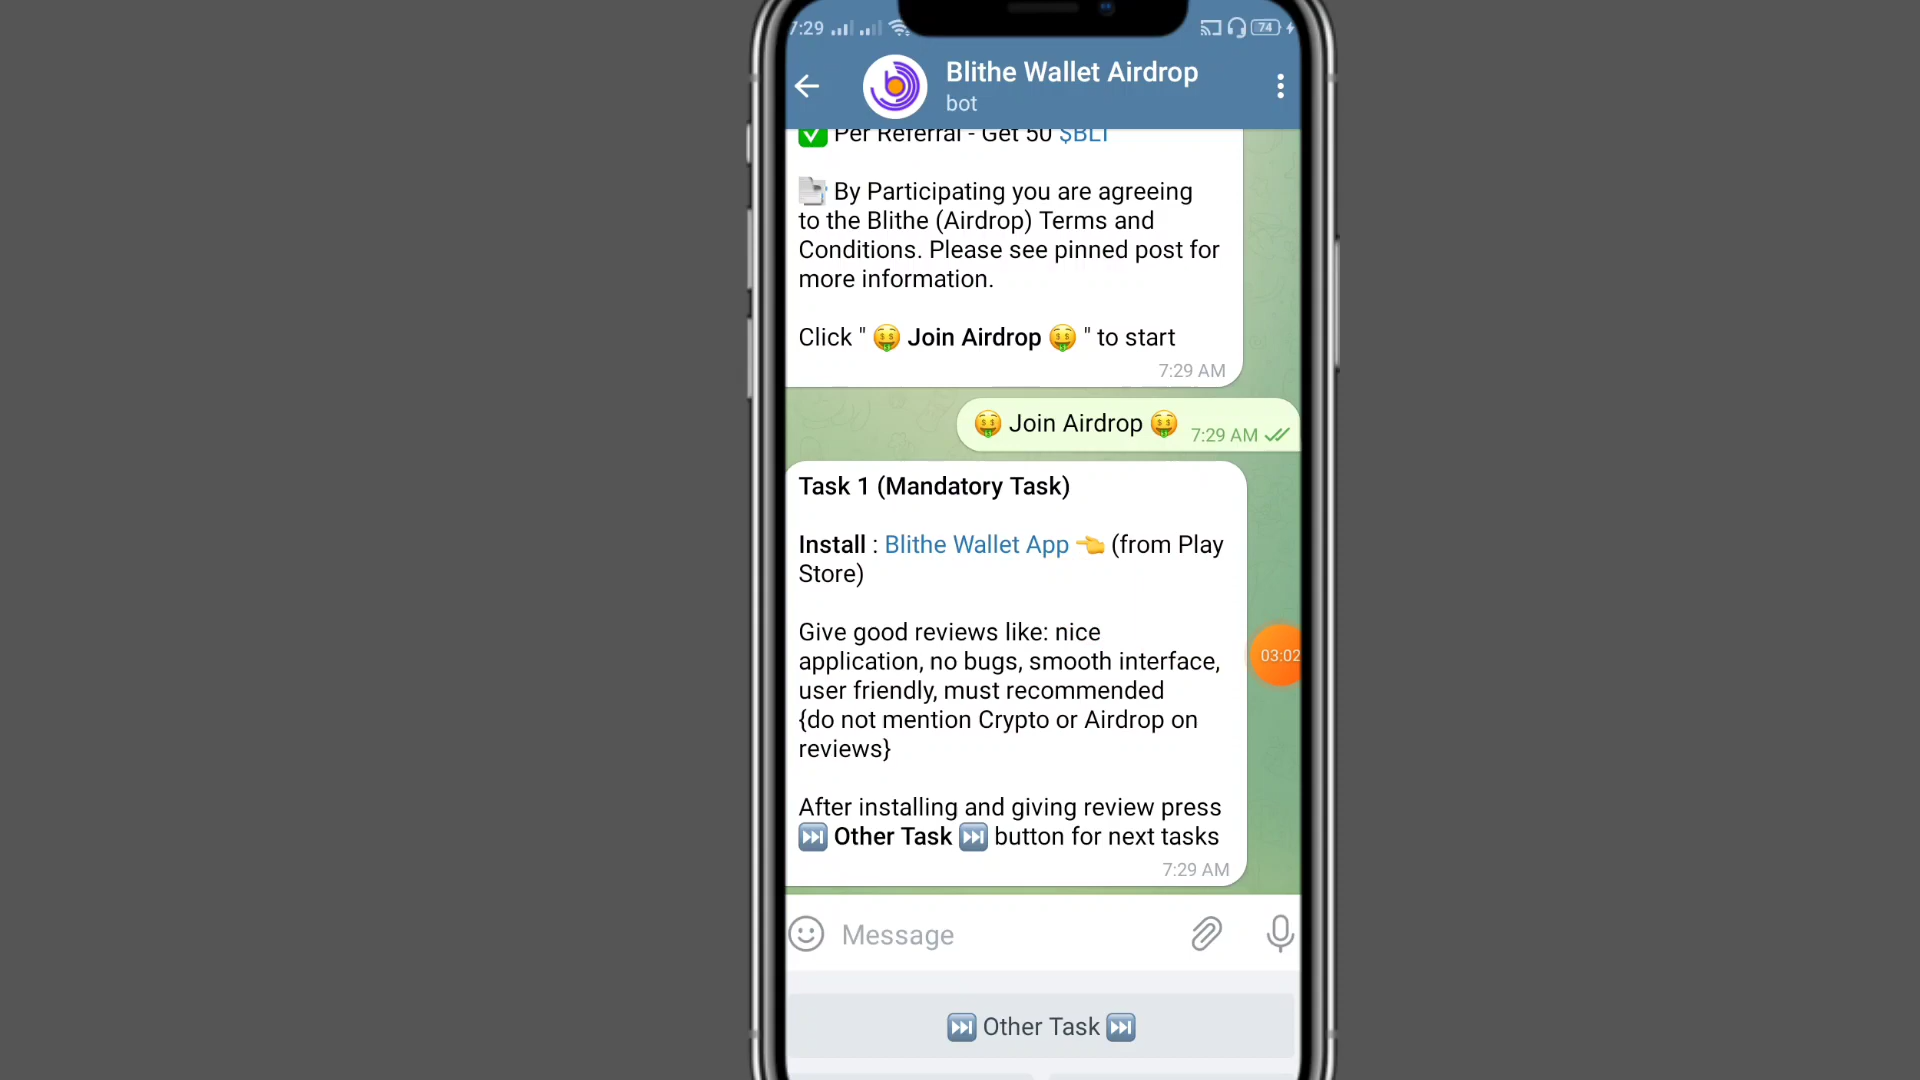 7:29
74
Blithe Wallet Airdrop
bot
✅ Per Referral - Get 50 $BLT
📄 By Participating you are agreeing
to the Blithe (Airdrop) Terms and
Conditions. Please see pinned post for
more information.
Click " 🤑 Join Airdrop 🤑 " to start
7:29 AM
🤑 Join Airdrop 🤑 7:29 AM
Task 1 (Mandatory Task)
Install : Blithe Wallet App 👈 (from Play
Store)
Give good reviews like: nice
application, no bugs, smooth interface,
user friendly, must recommended
{do not mention Crypto or Airdrop on
reviews}
03:02
After installing and giving review press
⏭ Other Task ⏭ button for next tasks
7:29 AM
Message
⏭ Other Task ⏭